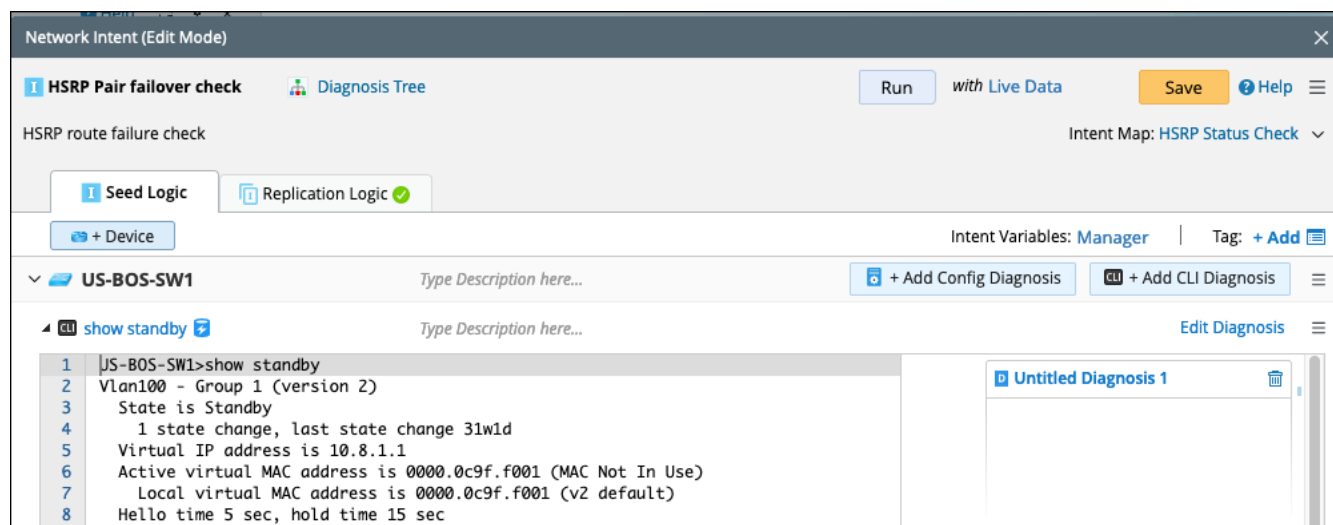 Network Intent (Edit Mode)
HSRP Pair failover check Diagnosis Tree Run with Live Data Save Help
HSRP route failure check Intent Map: HSRP Status Check
Seed Logic Replication Logic
+ Device Intent Variables: Manager Tag: + Add
US-BOS-SW1 Type Description here... + Add Config Diagnosis CLI + Add CLI Diagnosis
CLI show standby Type Description here... Edit Diagnosis
1 US-BOS-SW1>show standby
D Untitled Diagnosis 1
2 Vlan100 - Group 1 (version 2)
3 State is Standby
4 1 state change, last state change 31w1d
5 Virtual IP address is 10.8.1.1
6 Active virtual MAC address is 0000.0c9f.f001 (MAC Not In Use)
7 Local virtual MAC address is 0000.0c9f.f001 (v2 default)
8 Hello time 5 sec, hold time 15 sec